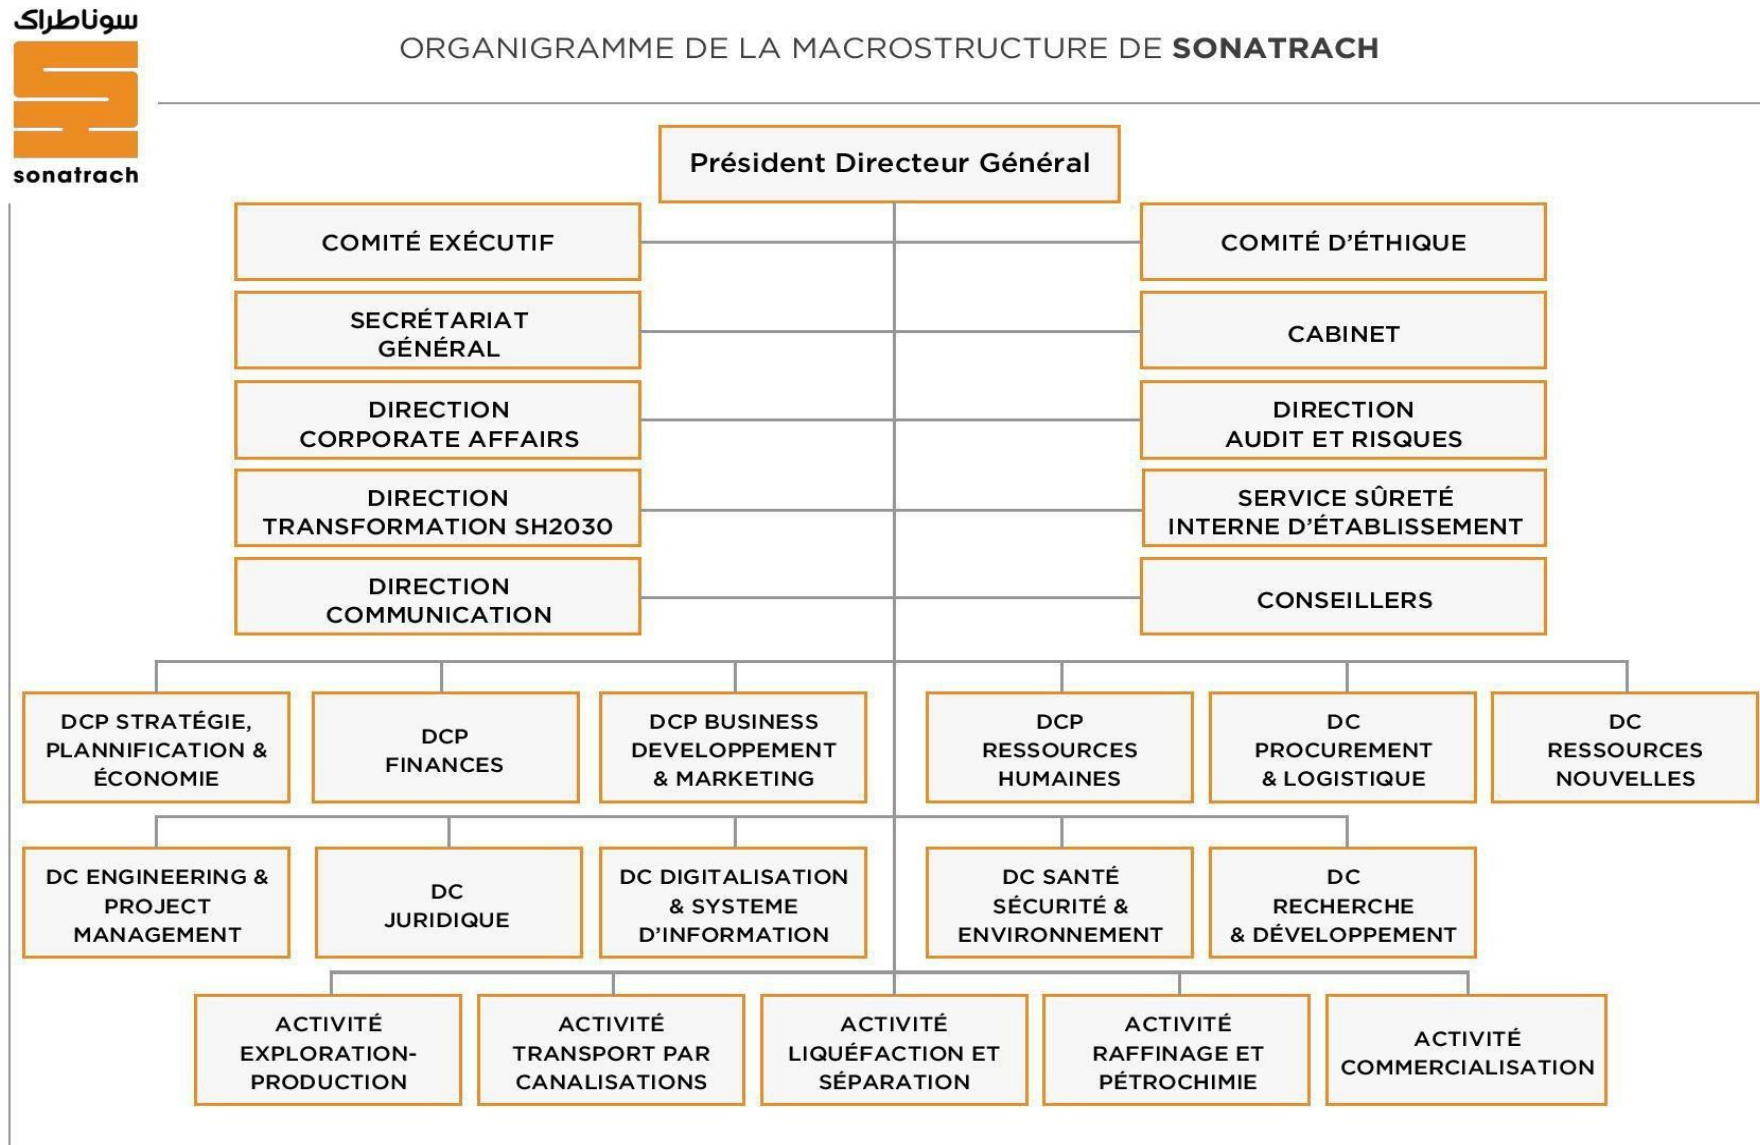 سوناطراك
sonatrach
ORGANIGRAMME DE LA MACROSTRUCTURE DE SONATRACH
Président Directeur Général
COMITÉ EXÉCUTIF
COMITÉ D'ÉTHIQUE
SECRÉTARIAT
GÉNÉRAL
CABINET
DIRECTION
CORPORATE AFFAIRS
DIRECTION
AUDIT ET RISQUES
DIRECTION
TRANSFORMATION SH2030
SERVICE SÛRETÉ
INTERNE D'ÉTABLISSEMENT
DIRECTION
COMMUNICATION
CONSEILLERS
DCP STRATÉGIE,
PLANNIFICATION &
ÉCONOMIE
DCP
FINANCES
DCP BUSINESS
DEVELOPPEMENT
& MARKETING
DCP
RESSOURCES
HUMAINES
DC
PROCUREMENT
& LOGISTIQUE
DC
RESSOURCES
NOUVELLES
DC ENGINEERING &
PROJECT
MANAGEMENT
DC
JURIDIQUE
DC DIGITALISATION
& SYSTEME
D'INFORMATION
DC SANTÉ
SÉCURITÉ &
ENVIRONNEMENT
DC
RECHERCHE
& DÉVELOPPEMENT
ACTIVITÉ
EXPLORATION-
PRODUCTION
ACTIVITÉ
TRANSPORT PAR
CANALISATIONS
ACTIVITÉ
LIQUÉFACTION ET
SÉPARATION
ACTIVITÉ
RAFFINAGE ET
PÉTROCHIMIE
ACTIVITÉ
COMMERCIALISATION